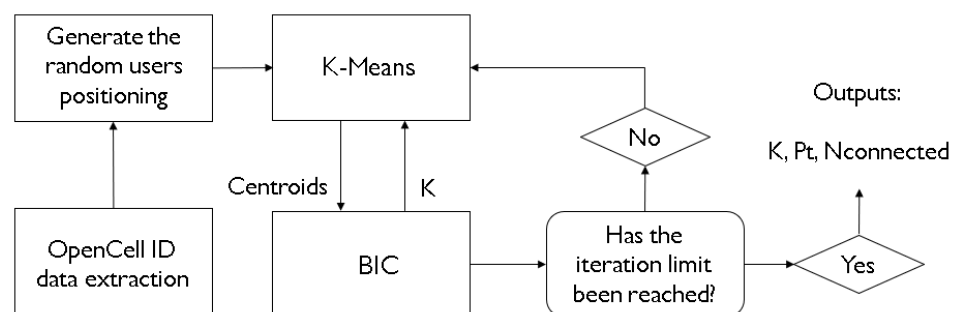 Generate the
random users
positioning
K-Means
Outputs:
No
K, Pt, Nconnected
Centroids
K
OpenCell ID
data extraction
BIC
Has the
iteration limit
been reached?
Yes